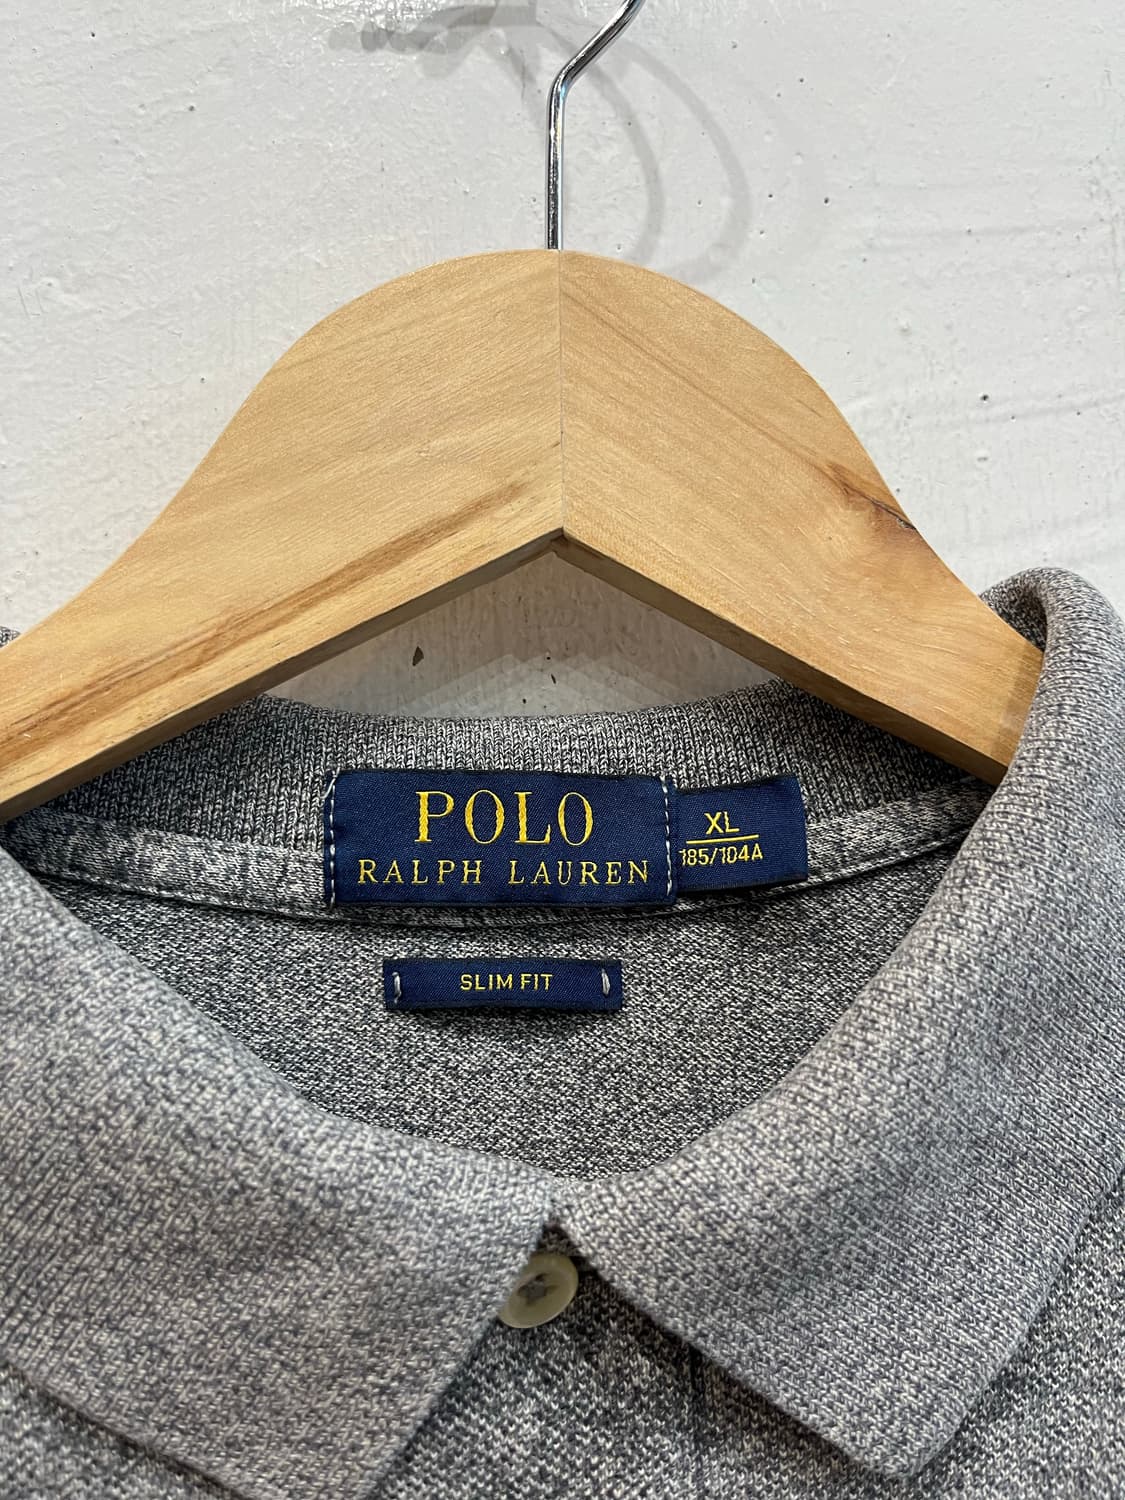 POLO
RALPH LAUREN
XL
185/104A
SLIM FIT